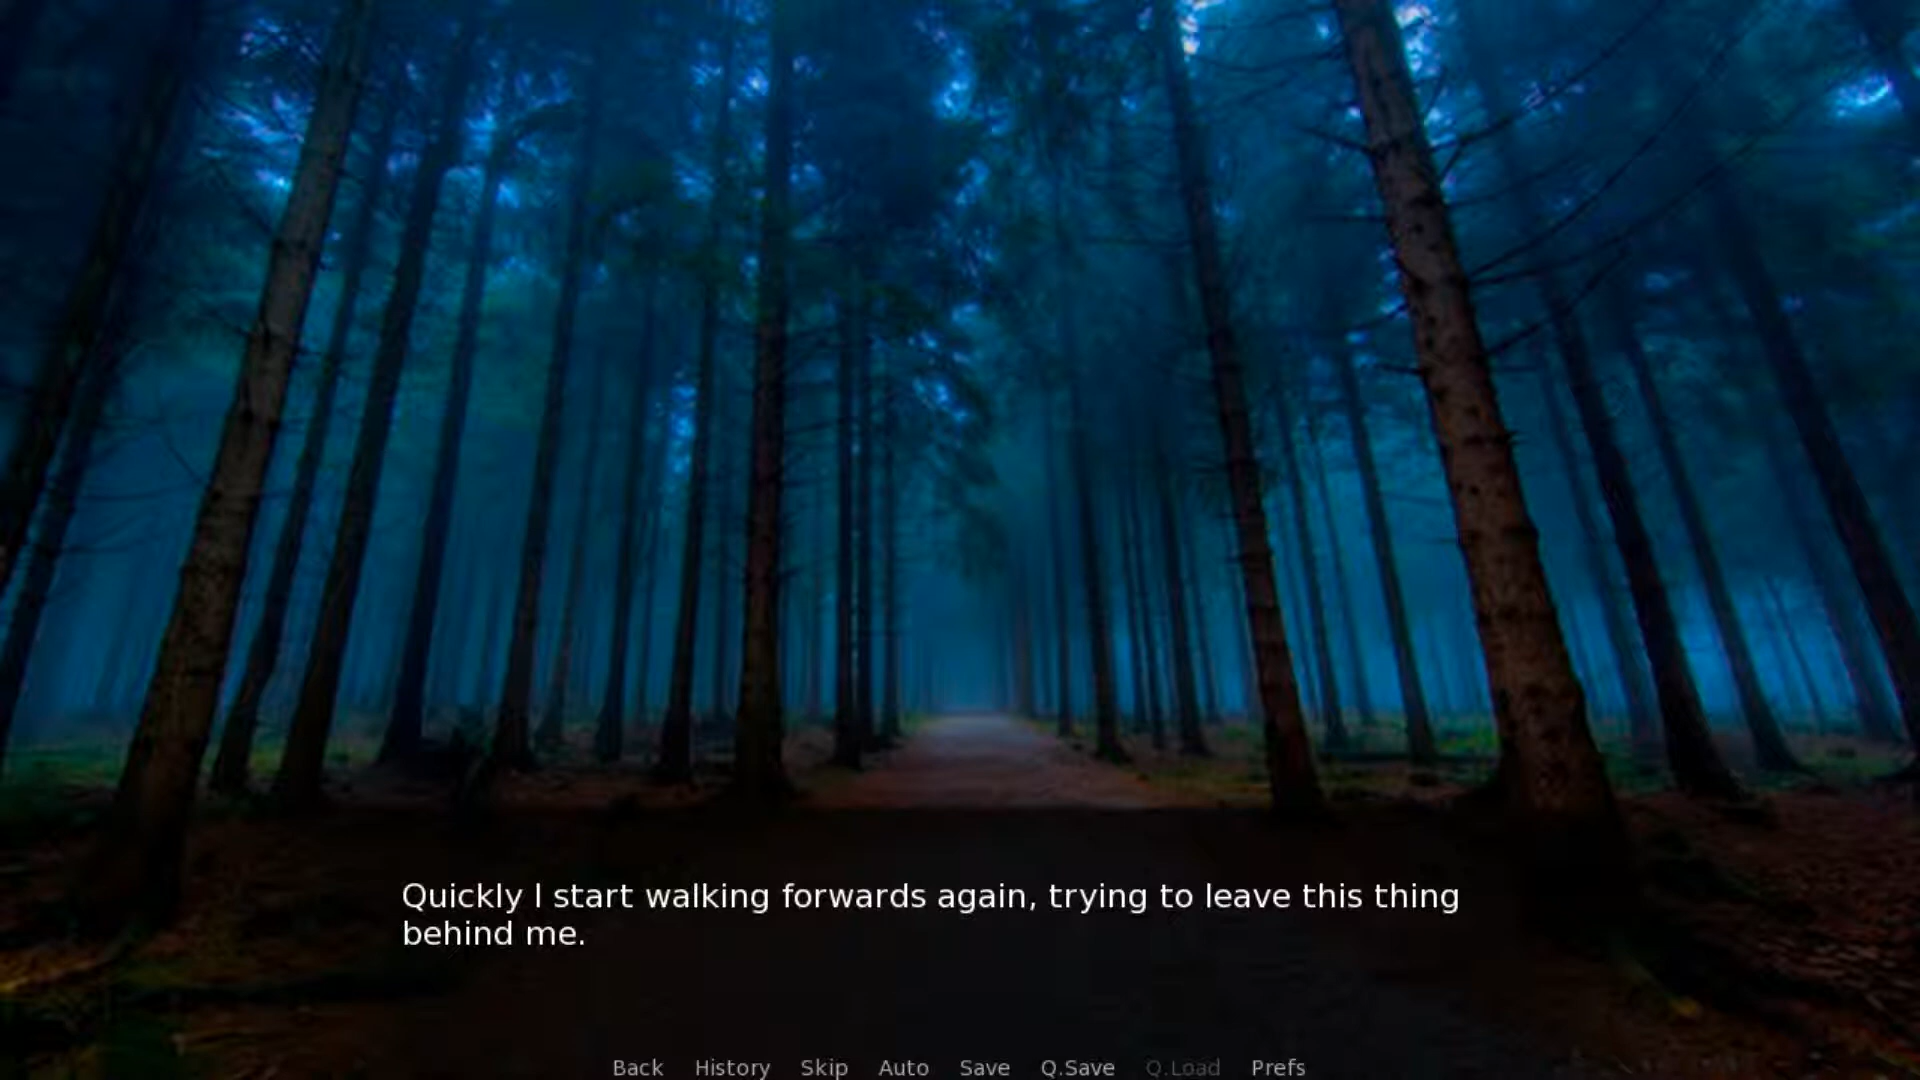 Quickly I start walking forwards again, trying to leave this thing
behind me.
Back History Skip Auto Save Q.Save Q.Load Prefs